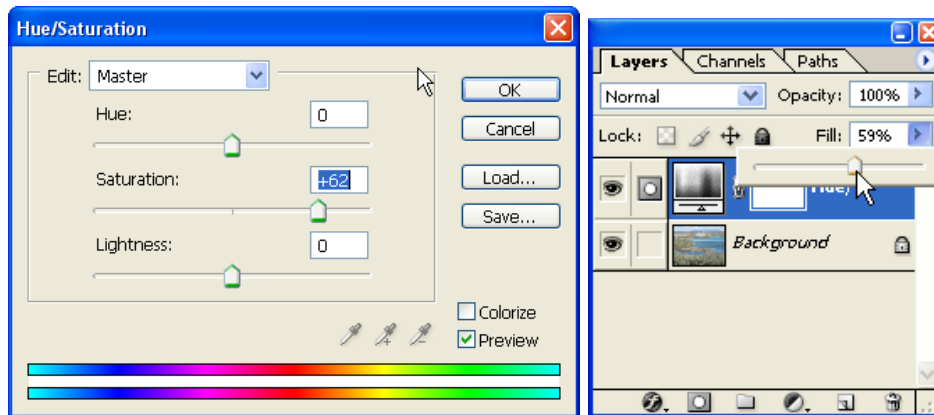 Hue/Saturation
Edit: Master
OK
Hue: 0
Cancel
Saturation: +62
Load...
Save...
Lightness: 0
Colorize
Preview
Layers Channels Paths
Normal Opacity: 100%
Lock: Fill: 59%
Hue/
Background